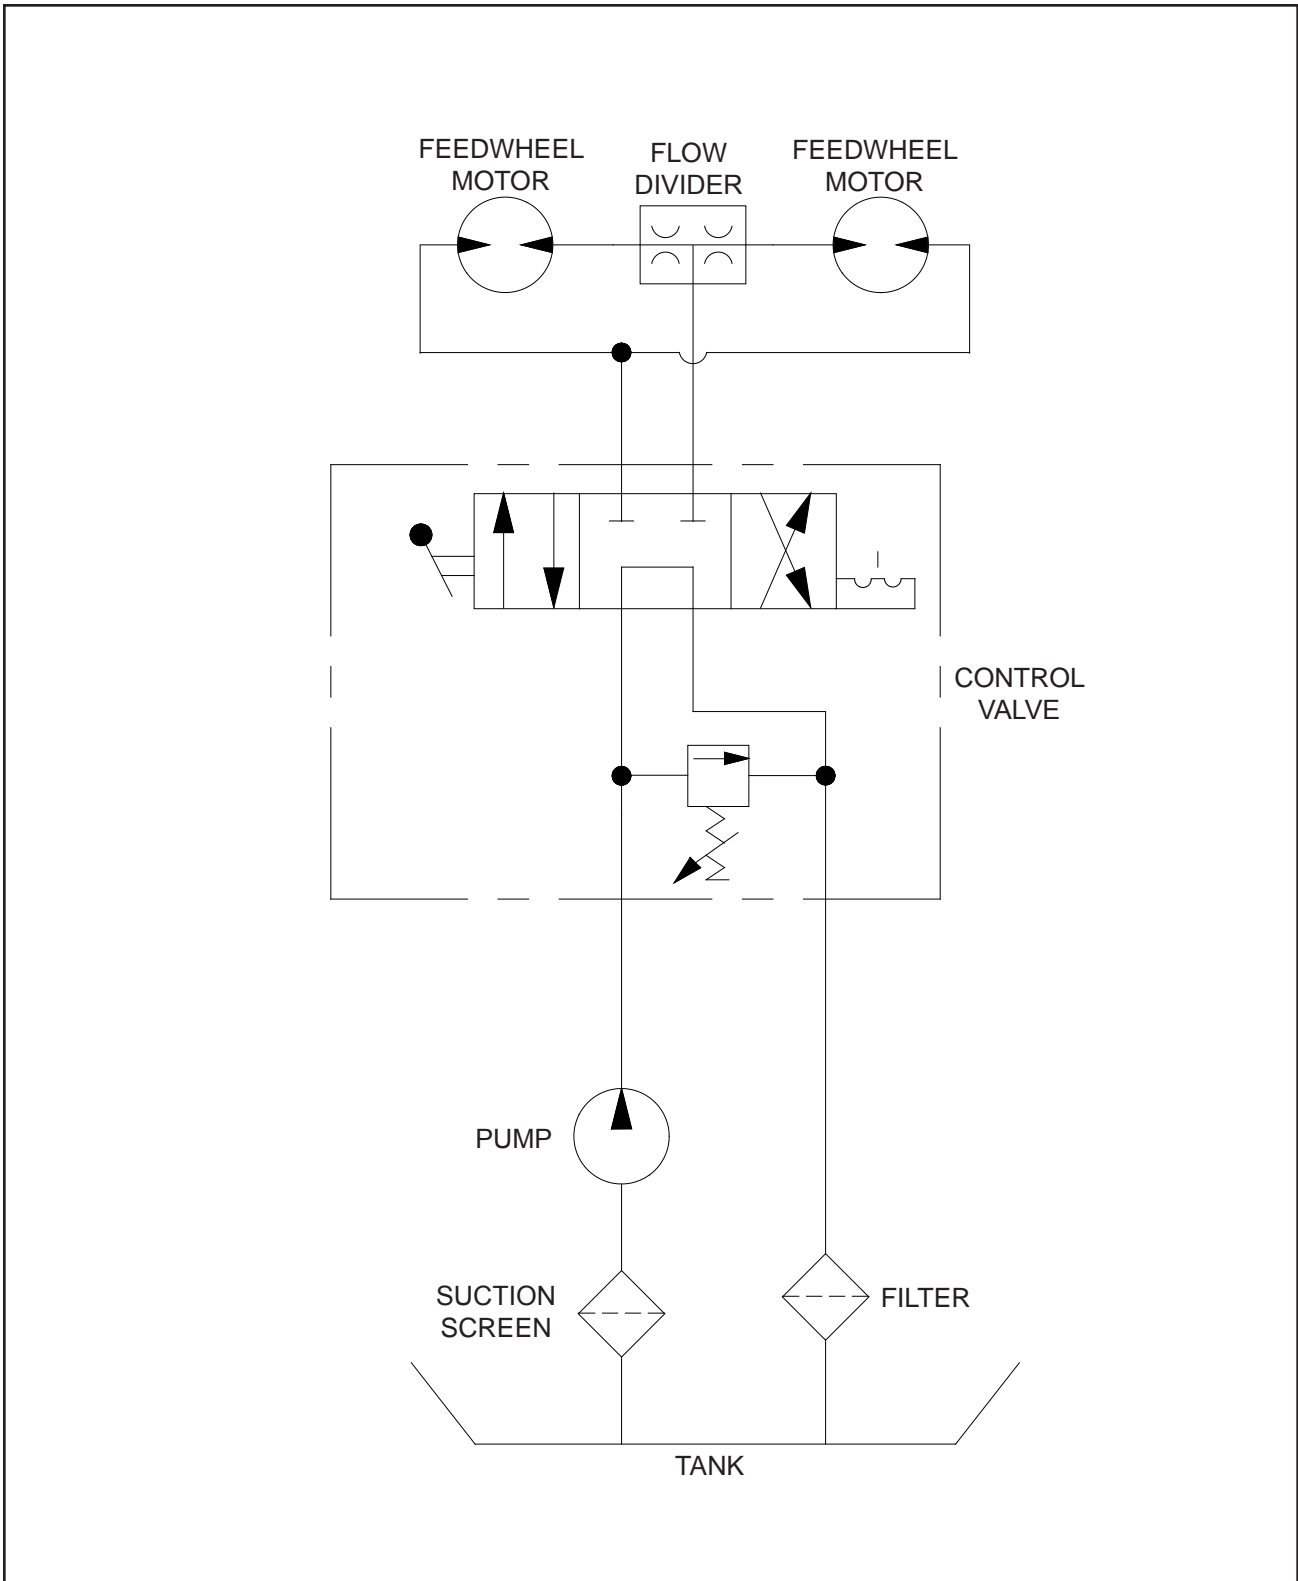 FEEDWHEEL
MOTOR
FLOW
DIVIDER
FEEDWHEEL
MOTOR
CONTROL
VALVE
PUMP
SUCTION
SCREEN
FILTER
TANK